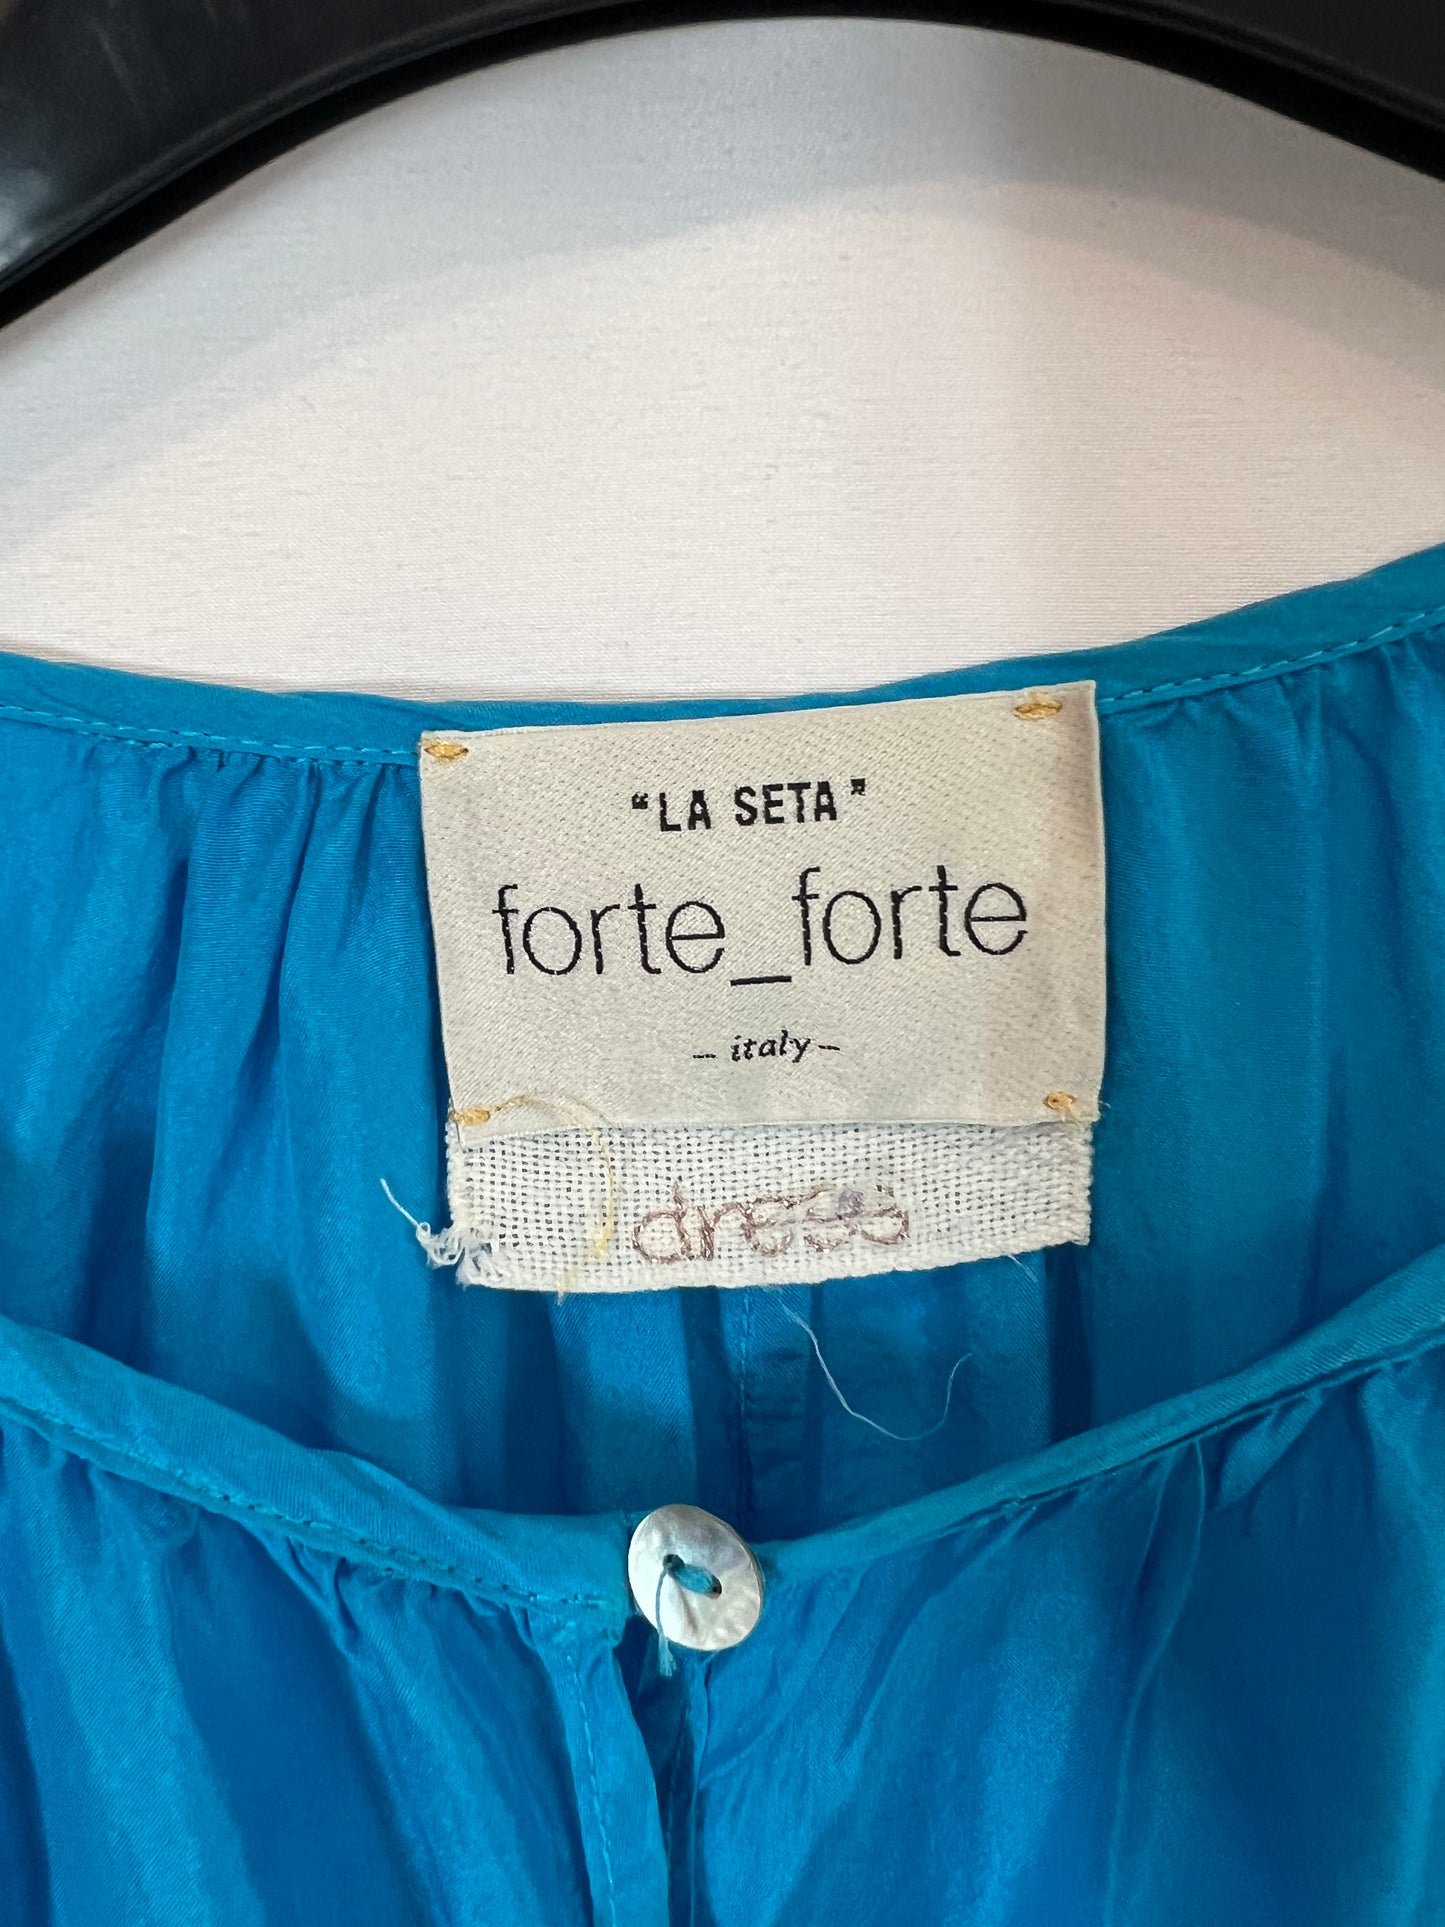 "LA SETA"
forte_forte
- italy -
dress